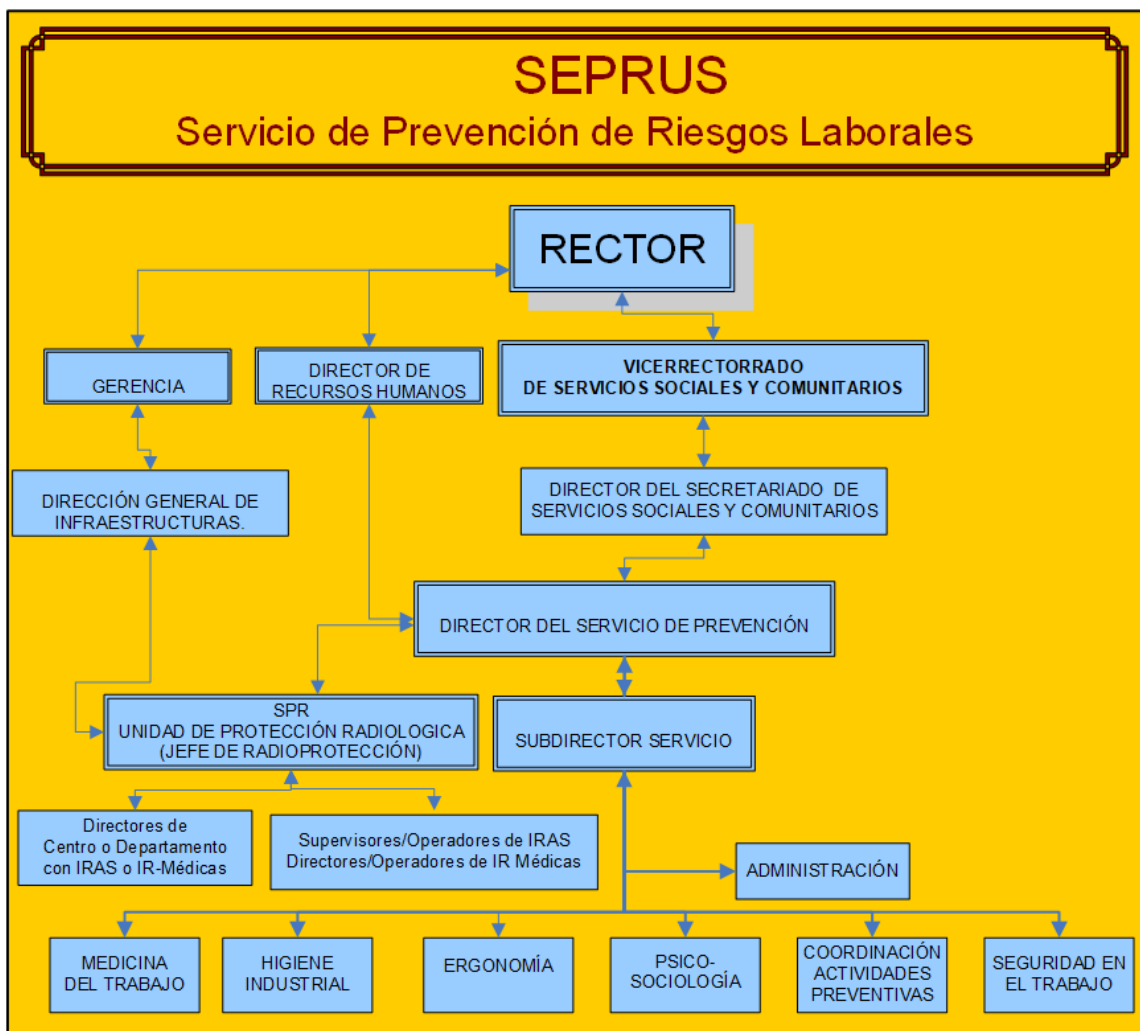 SEPRUS
Servicio de Prevención de Riesgos Laborales
RECTOR
GERENCIA
DIRECTOR DE
RECURSOS HUMANOS
VICERRECTORRADO
DE SERVICIOS SOCIALES Y COMUNITARIOS
DIRECCIÓN GENERAL DE
INFRAESTRUCTURAS.
DIRECTOR DEL SECRETARIADO DE
SERVICIOS SOCIALES Y COMUNITARIOS
DIRECTOR DEL SERVICIO DE PREVENCIÓN
SPR
UNIDAD DE PROTECCIÓN RADIOLOGICA
(JEFE DE RADIOPROTECCIÓN)
SUBDIRECTOR SERVICIO
Directores de
Centro o Departamento
con IRAS o IR-Médicas
Supervisores/Operadores de IRAS
Directores/Operadores de IR Médicas
ADMINISTRACIÓN
MEDICINA
DEL TRABAJO
HIGIENE
INDUSTRIAL
ERGONOMÍA
PSICO-
SOCIOLOGÍA
COORDINACIÓN
ACTIVIDADES
PREVENTIVAS
SEGURIDAD EN
EL TRABAJO